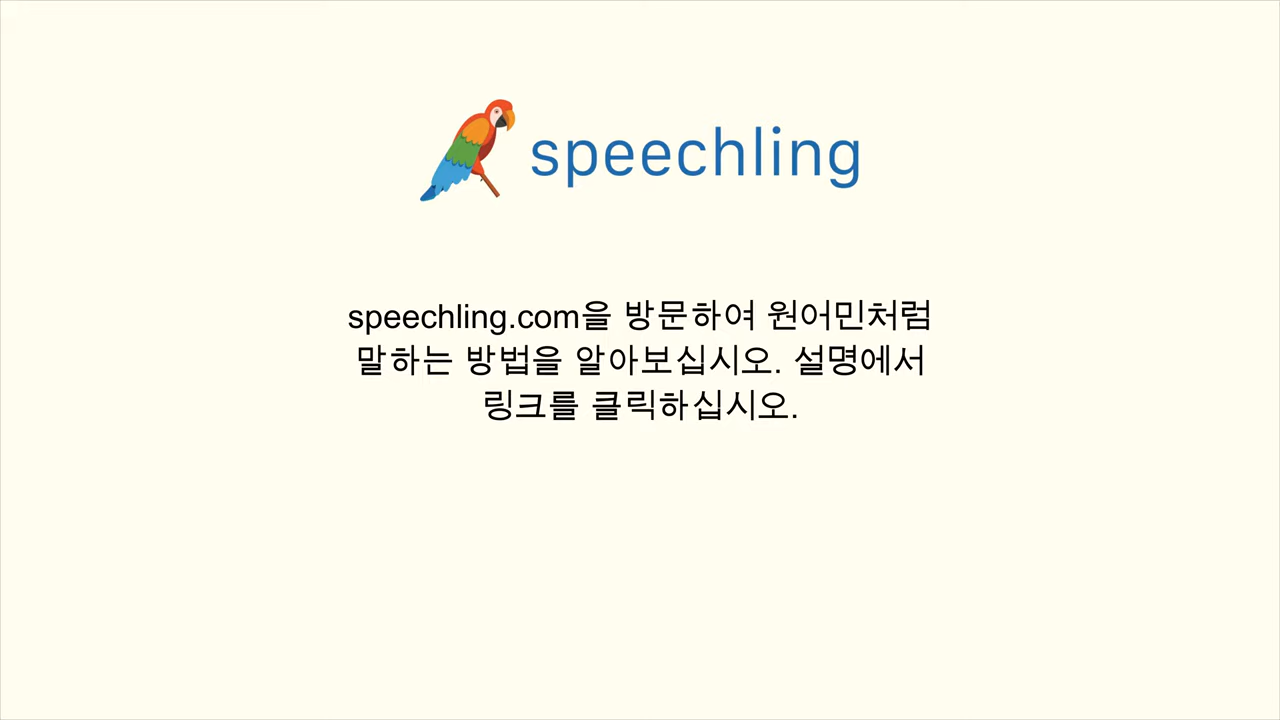 speechling
speechling.com을 방문하여 원어민처럼
말하는 방법을 알아보십시오. 설명에서
링크를 클릭하십시오.